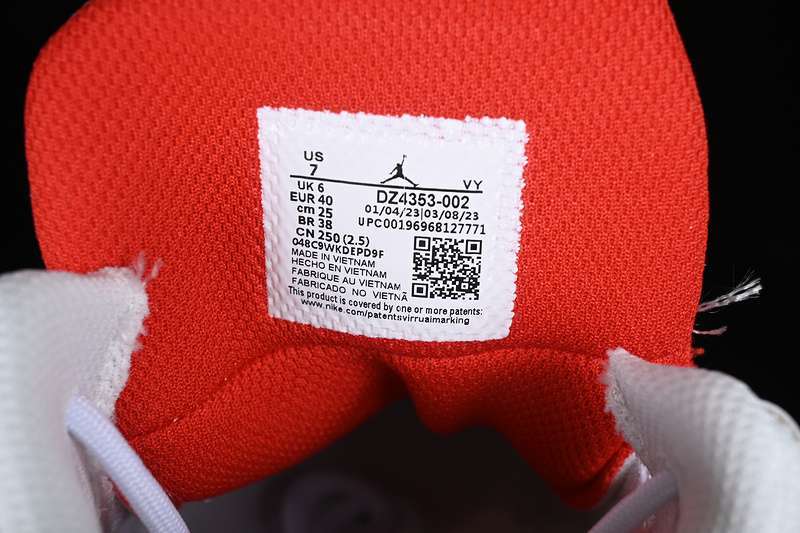 US
7
VY
UK 6
EUR 40
cm 25
BR 38
CN 250 (2.5)
048C9WKDEPD9F
DZ4353-002
01/04/23|03/08/23
UPC00196968127771
MADE IN VIETNAM
HECHO EN VIETNAM
FABRIQUE AU VIETNAM
FABRICADO NO VIETNÃ
This product is covered by cne or more patents:
www.nike.com/patentsvirrualmarking